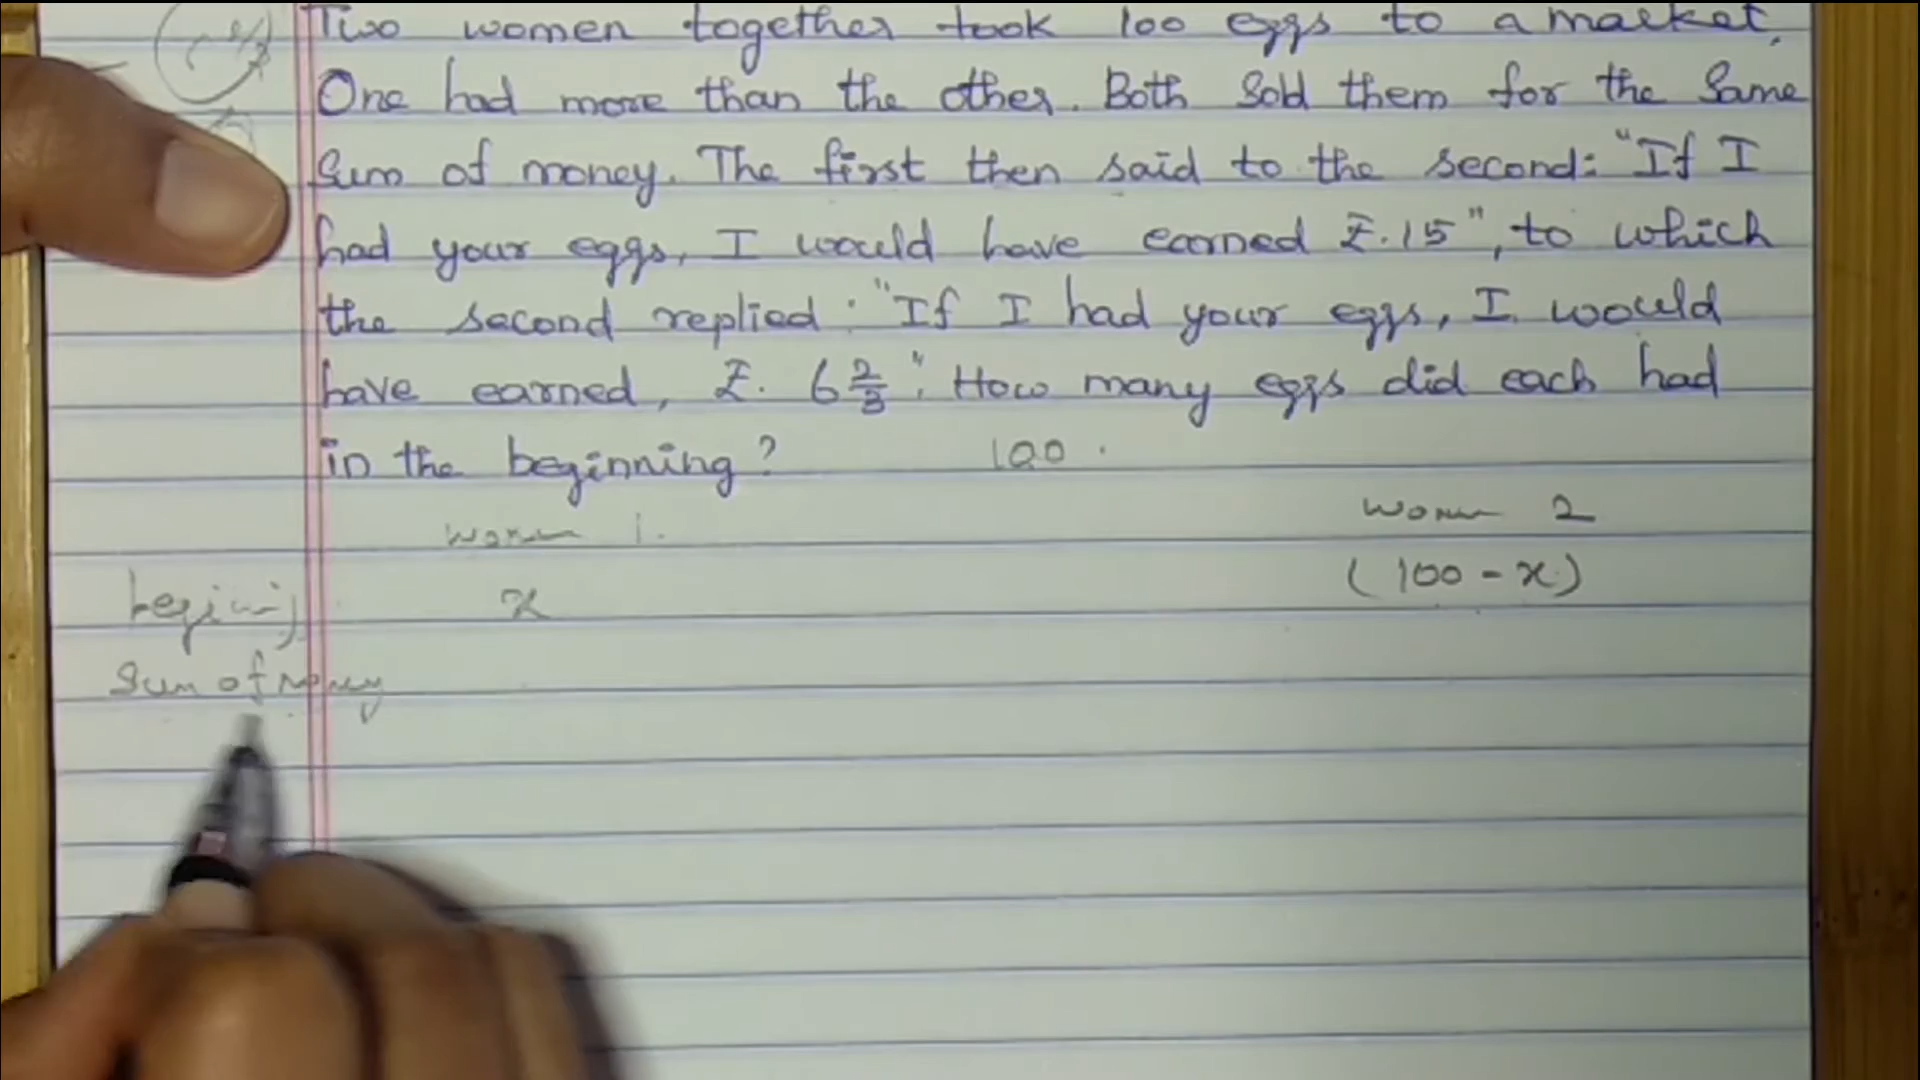 Two women together took 100 eggs to a market.
One had more than the other. Both Sold them for the Same
Sum of money. The first then said to the second: "If I
had your eggs, I would have earned ₹.15", to which
the second replied: "If I had your eggs, I would
have earned, ₹. 6 2/3". How many eggs did each had
in the beginning? 100.
women 1. women 2
x (100 - x)
Sum of money